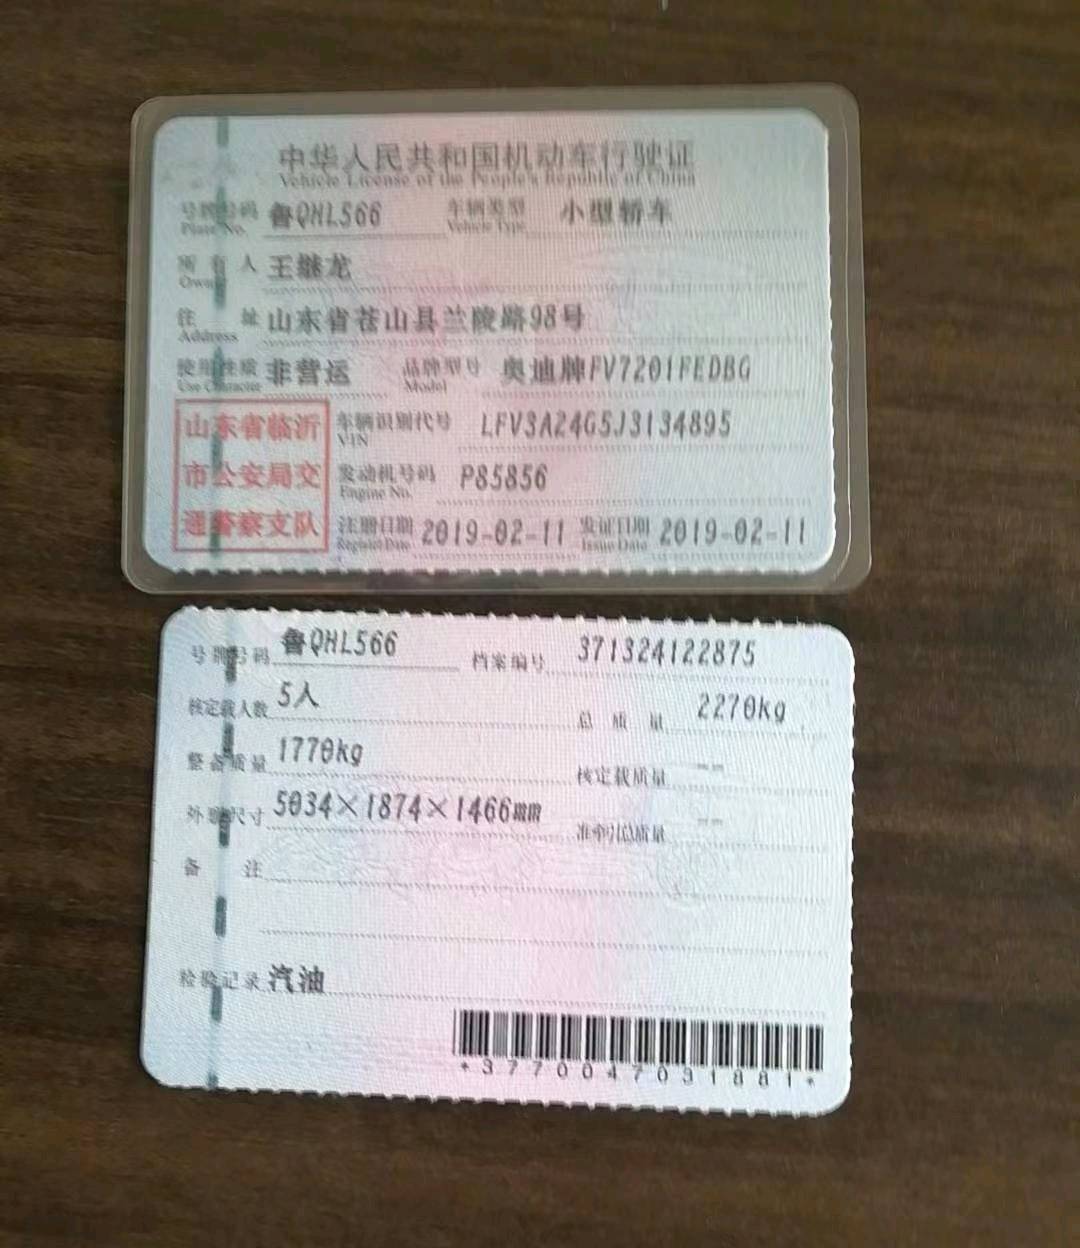 中华人民共和国机动车行驶证
Vehicle License of the People's Republic of China
号牌号码 鲁QHL566 车辆类型 小型轿车
Plate No. Vehicle Type
所有人 王继龙
Owner
住址 山东省苍山县兰陵路98号
Address
使用性质 非营运 品牌型号 奥迪牌FV7201FEDBG
Use Character Model
山东省临沂
市公安局交
通警察支队
车辆识别代号 LFV3A24G5J3134895
VIN
发动机号码 P85856
Engine No.
注册日期 2019-02-11 发证日期 2019-02-11
Register Date Issue Date
号牌号码 鲁QHL566 档案编号 371324122875
核定载人数 5人 总质量 2270kg
整备质量 1770kg 核定载质量 --
外廓尺寸 5034×1874×1466mm 准牵引总质量 --
备注
检验记录 汽油
*3770047031881*